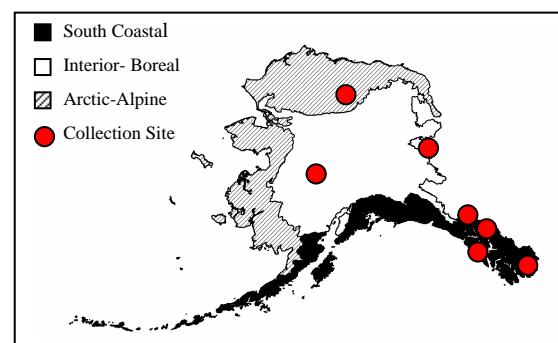 South Coastal
Interior- Boreal
Arctic-Alpine
Collection Site